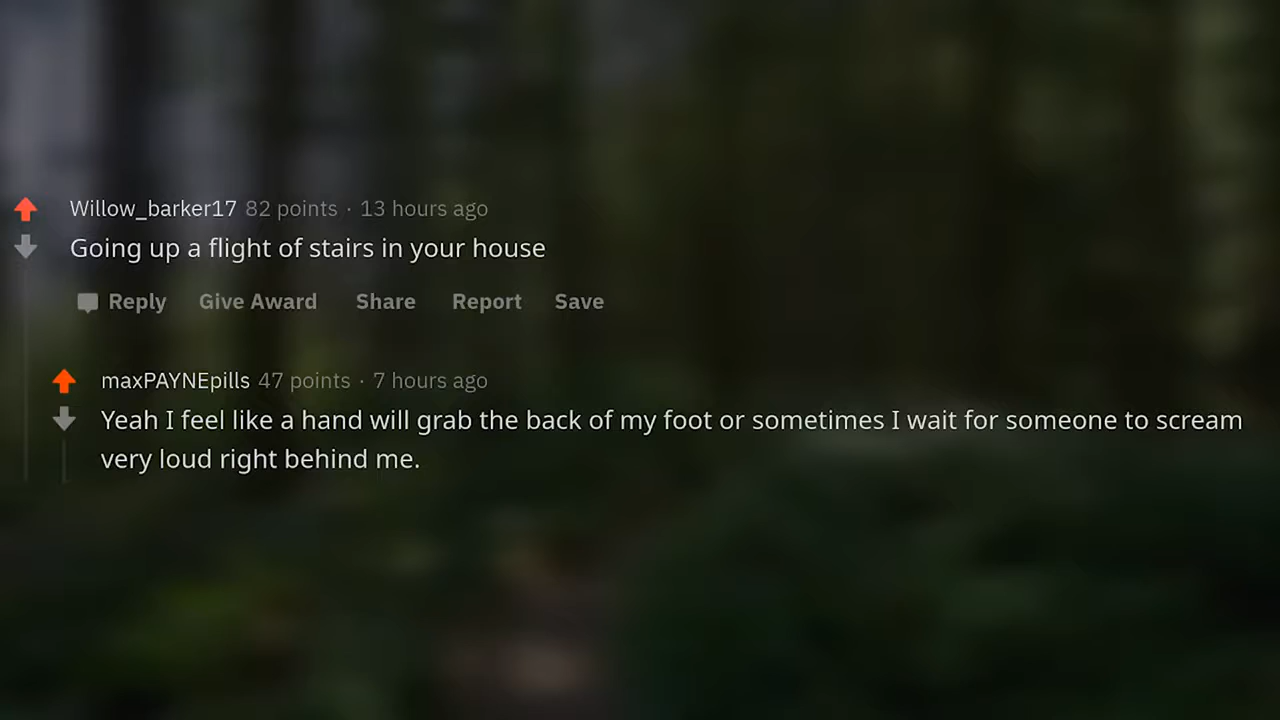 Willow_barker17 82 points · 13 hours ago
Going up a flight of stairs in your house
Reply Give Award Share Report Save
maxPAYNEpills 47 points · 7 hours ago
Yeah I feel like a hand will grab the back of my foot or sometimes I wait for someone to scream
very loud right behind me.